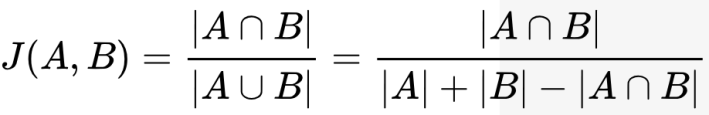 J(A, B) = |A ∩ B| / |A ∪ B| = |A ∩ B| / (|A| + |B| − |A ∩ B|)